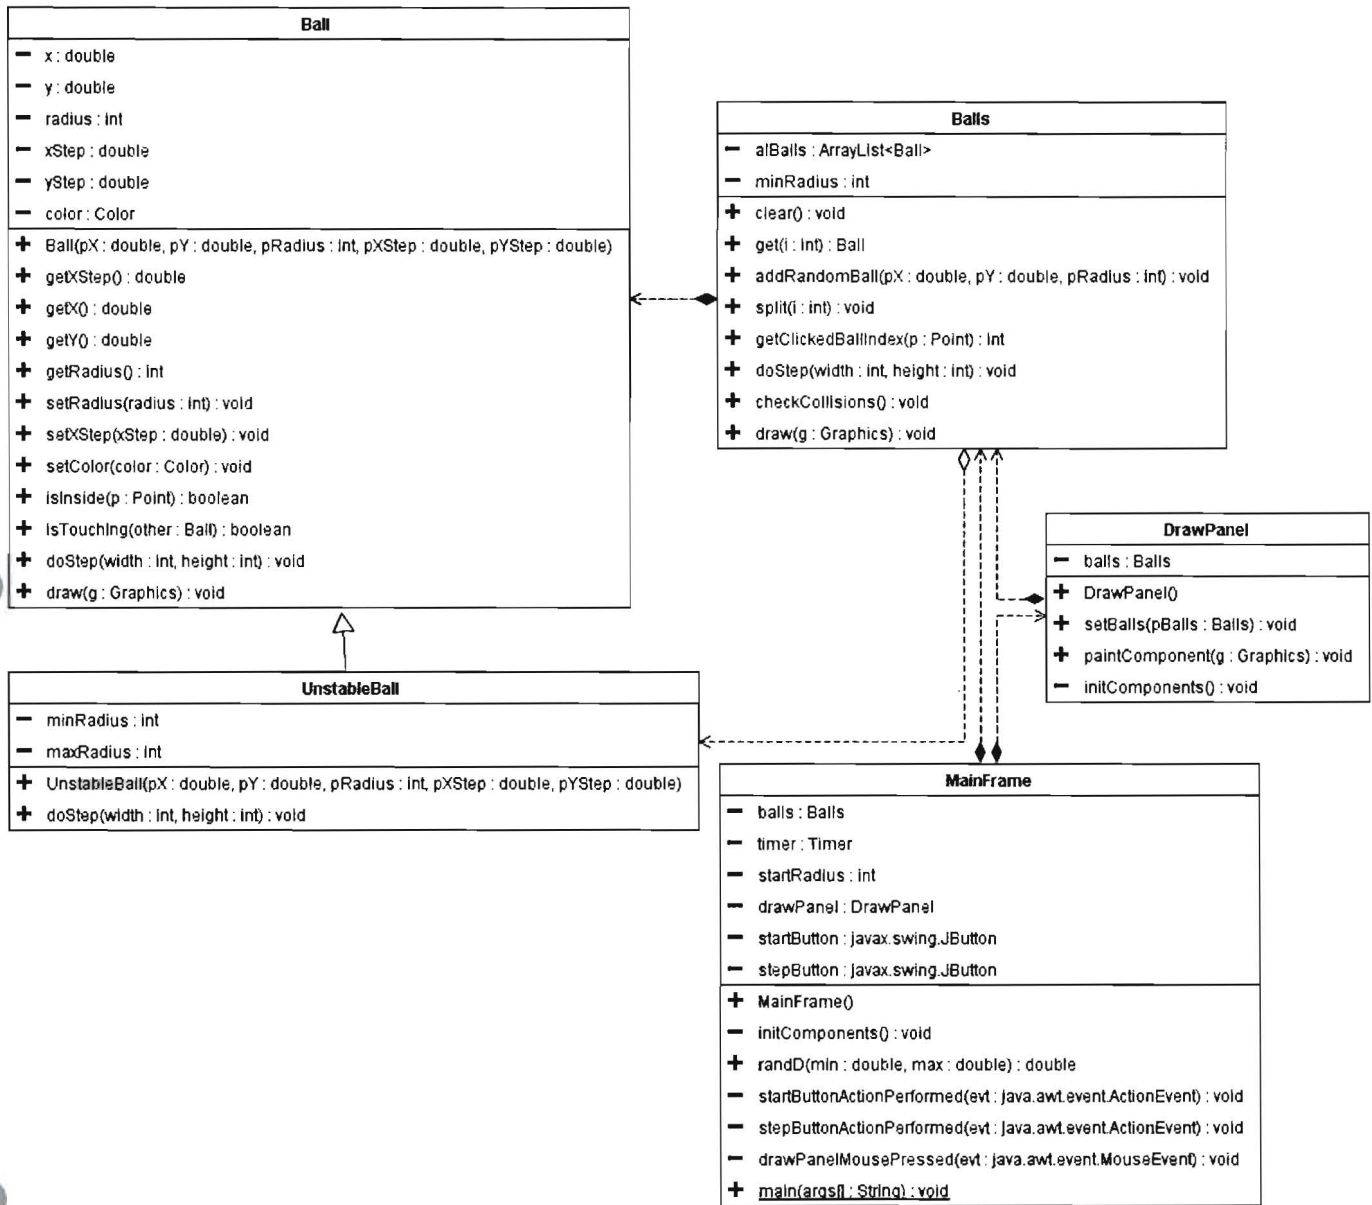 Ball
− x : double
− y : double
− radius : int
− xStep : double
− yStep : double
− color : Color
+ Ball(pX : double, pY : double, pRadius : int, pXStep : double, pYStep : double)
+ getXStep() : double
+ getX() : double
+ getY() : double
+ getRadius() : int
+ setRadius(radius : int) : void
+ setXStep(xStep : double) : void
+ setColor(color : Color) : void
+ isInside(p : Point) : boolean
+ isTouching(other : Ball) : boolean
+ doStep(width : int, height : int) : void
+ draw(g : Graphics) : void
Balls
− alBalls : ArrayList<Ball>
− minRadius : int
+ clear() : void
+ get(i : int) : Ball
+ addRandomBall(pX : double, pY : double, pRadius : int) : void
+ split(i : int) : void
+ getClickedBallIndex(p : Point) : int
+ doStep(width : int, height : int) : void
+ checkCollisions() : void
+ draw(g : Graphics) : void
DrawPanel
− balls : Balls
+ DrawPanel()
+ setBalls(pBalls : Balls) : void
+ paintComponent(g : Graphics) : void
− initComponents() : void
UnstableBall
− minRadius : int
− maxRadius : int
+ UnstableBall(pX : double, pY : double, pRadius : int, pXStep : double, pYStep : double)
+ doStep(width : int, height : int) : void
MainFrame
− balls : Balls
− timer : Timer
− startRadius : int
− drawPanel : DrawPanel
− startButton : javax.swing.JButton
− stepButton : javax.swing.JButton
+ MainFrame()
− initComponents() : void
+ randD(min : double, max : double) : double
− startButtonActionPerformed(evt : java.awt.event.ActionEvent) : void
− stepButtonActionPerformed(evt : java.awt.event.ActionEvent) : void
− drawPanelMousePressed(evt : java.awt.event.MouseEvent) : void
+ main(args[] : String) : void